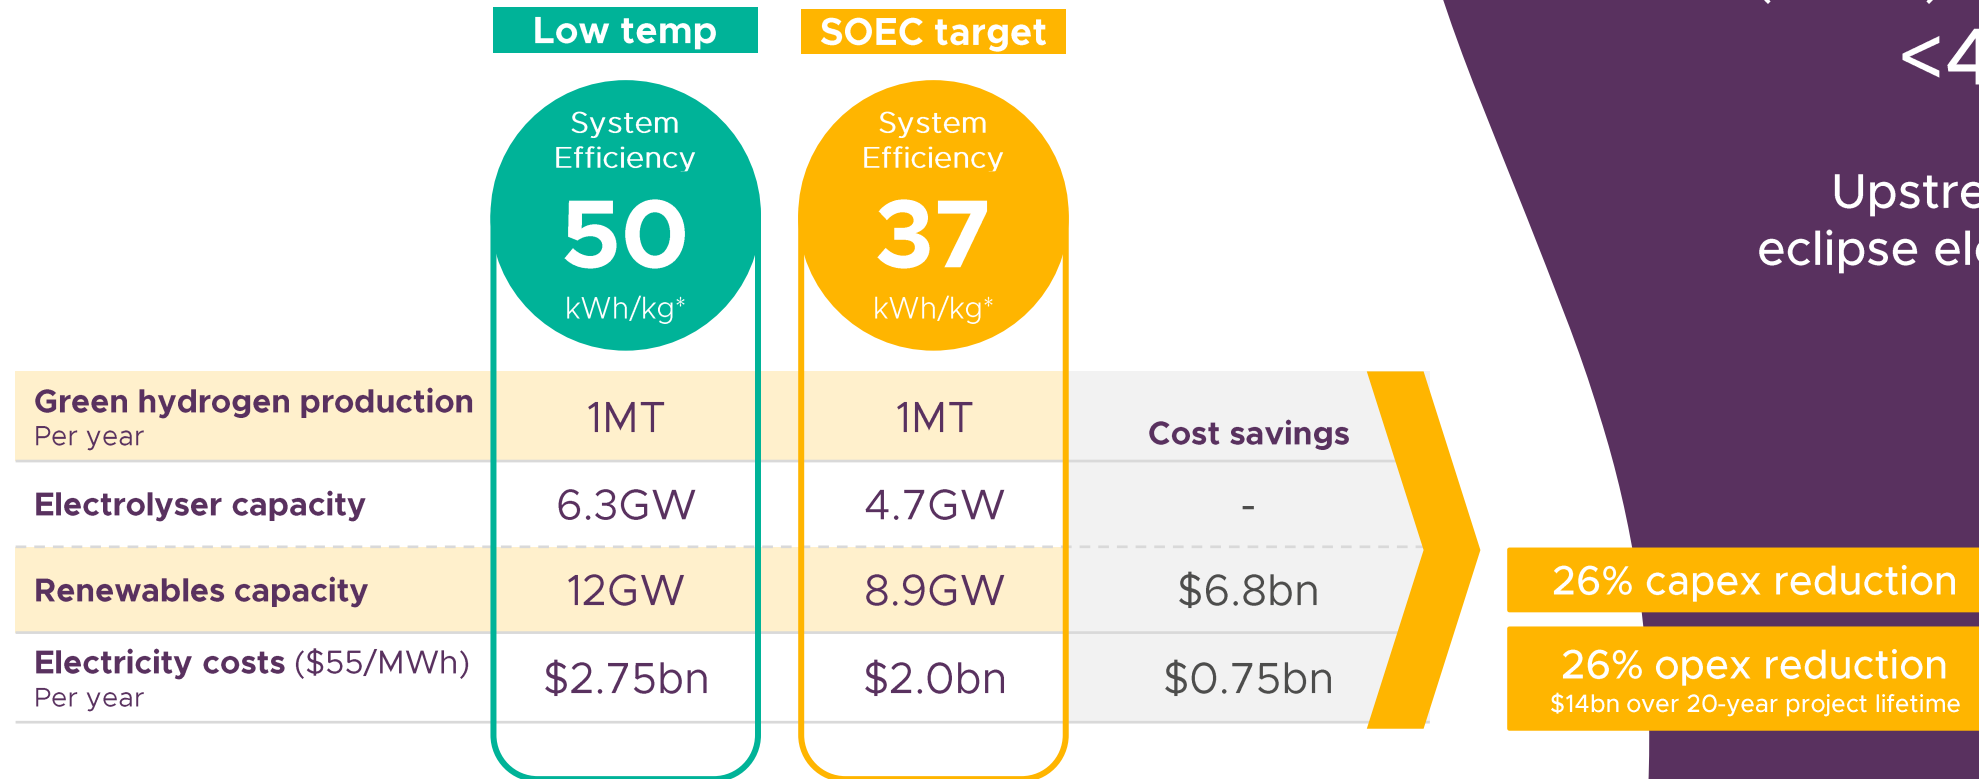 Low temp
SOEC target
System
Efficiency
50
kWh/kg*
System
Efficiency
37
kWh/kg*
Green hydrogen production
Per year
1MT
1MT
Cost savings
Electrolyser capacity
6.3GW
4.7GW
-
Renewables capacity
12GW
8.9GW
$6.8bn
Electricity costs ($55/MWh)
Per year
$2.75bn
$2.0bn
$0.75bn
<4
eclipse
26% capex reduction
26% opex reduction
$14bn over 20-year project lifetime